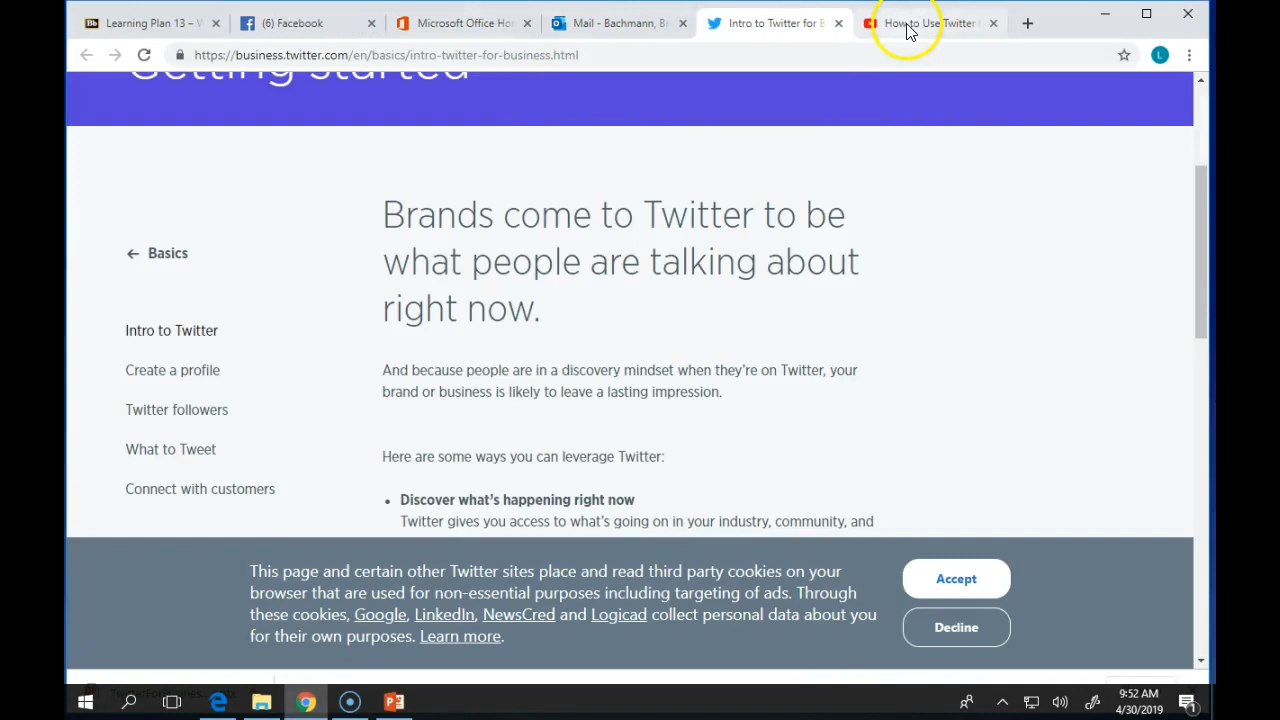 Learning Plan 13 –
(6) Facebook
Microsoft Office Ho
Mail - Bachmann, B
Intro to Twitter for B
How to Use Twitter
https://business.twitter.com/en/basics/intro-twitter-for-business.html
L
Getting started
Brands come to Twitter to be
what people are talking about
right now.
← Basics
Intro to Twitter
Create a profile
Twitter followers
What to Tweet
Connect with customers
And because people are in a discovery mindset when they’re on Twitter, your
brand or business is likely to leave a lasting impression.
Here are some ways you can leverage Twitter:
• Discover what’s happening right now
Twitter gives you access to what’s going on in your industry, community, and
This page and certain other Twitter sites place and read third party cookies on your
browser that are used for non-essential purposes including targeting of ads. Through
these cookies, Google, LinkedIn, NewsCred and Logicad collect personal data about you
for their own purposes. Learn more.
Accept
Decline
9:52 AM
4/30/2019
1